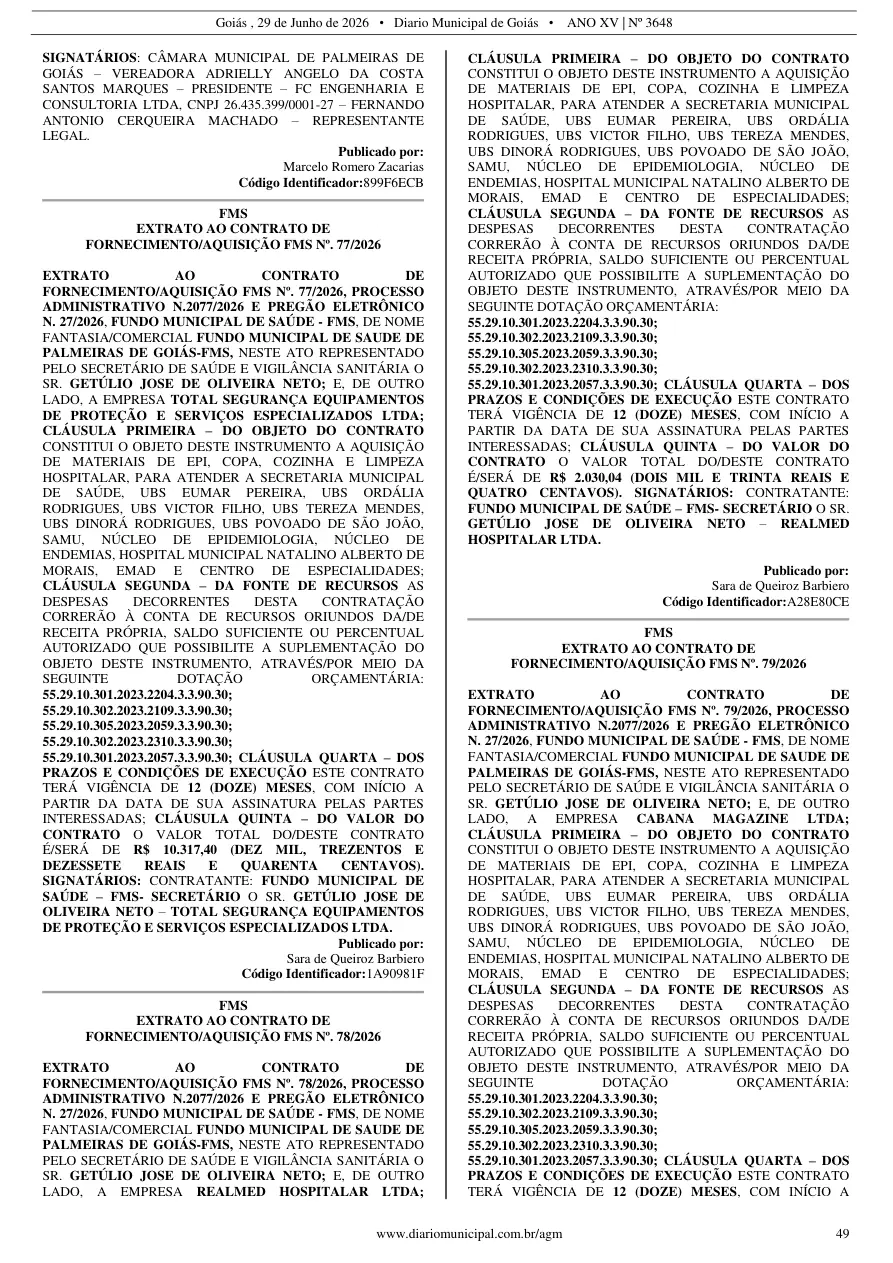 Goiás , 29 de Junho de 2026 • Diario Municipal de Goiás • ANO XV | Nº 3648
SIGNATÁRIOS: CÂMARA MUNICIPAL DE PALMEIRAS DE
GOIÁS – VEREADORA ADRIELLY ANGELO DA COSTA
SANTOS MARQUES – PRESIDENTE – FC ENGENHARIA E
CONSULTORIA LTDA, CNPJ 26.435.399/0001-27 – FERNANDO
ANTONIO CERQUEIRA MACHADO – REPRESENTANTE
LEGAL.
Publicado por:
Marcelo Romero Zacarias
Código Identificador:899F6ECB
FMS
EXTRATO AO CONTRATO DE
FORNECIMENTO/AQUISIÇÃO FMS Nº. 77/2026
EXTRATO AO CONTRATO DE
FORNECIMENTO/AQUISIÇÃO FMS Nº. 77/2026, PROCESSO
ADMINISTRATIVO N.2077/2026 E PREGÃO ELETRÔNICO
N. 27/2026, FUNDO MUNICIPAL DE SAÚDE - FMS, DE NOME
FANTASIA/COMERCIAL FUNDO MUNICIPAL DE SAUDE DE
PALMEIRAS DE GOIÁS-FMS, NESTE ATO REPRESENTADO
PELO SECRETÁRIO DE SAÚDE E VIGILÂNCIA SANITÁRIA O
SR. GETÚLIO JOSE DE OLIVEIRA NETO; E, DE OUTRO
LADO, A EMPRESA TOTAL SEGURANÇA EQUIPAMENTOS
DE PROTEÇÃO E SERVIÇOS ESPECIALIZADOS LTDA;
CLÁUSULA PRIMEIRA – DO OBJETO DO CONTRATO
CONSTITUI O OBJETO DESTE INSTRUMENTO A AQUISIÇÃO
DE MATERIAIS DE EPI, COPA, COZINHA E LIMPEZA
HOSPITALAR, PARA ATENDER A SECRETARIA MUNICIPAL
DE SAÚDE, UBS EUMAR PEREIRA, UBS ORDÁLIA
RODRIGUES, UBS VICTOR FILHO, UBS TEREZA MENDES,
UBS DINORÁ RODRIGUES, UBS POVOADO DE SÃO JOÃO,
SAMU, NÚCLEO DE EPIDEMIOLOGIA, NÚCLEO DE
ENDEMIAS, HOSPITAL MUNICIPAL NATALINO ALBERTO DE
MORAIS, EMAD E CENTRO DE ESPECIALIDADES;
CLÁUSULA SEGUNDA – DA FONTE DE RECURSOS AS
DESPESAS DECORRENTES DESTA CONTRATAÇÃO
CORRERÃO À CONTA DE RECURSOS ORIUNDOS DA/DE
RECEITA PRÓPRIA, SALDO SUFICIENTE OU PERCENTUAL
AUTORIZADO QUE POSSIBILITE A SUPLEMENTAÇÃO DO
OBJETO DESTE INSTRUMENTO, ATRAVÉS/POR MEIO DA
SEGUINTE DOTAÇÃO ORÇAMENTÁRIA:
55.29.10.301.2023.2204.3.3.90.30;
55.29.10.302.2023.2109.3.3.90.30;
55.29.10.305.2023.2059.3.3.90.30;
55.29.10.302.2023.2310.3.3.90.30;
55.29.10.301.2023.2057.3.3.90.30; CLÁUSULA QUARTA – DOS
PRAZOS E CONDIÇÕES DE EXECUÇÃO ESTE CONTRATO
TERÁ VIGÊNCIA DE 12 (DOZE) MESES, COM INÍCIO A
PARTIR DA DATA DE SUA ASSINATURA PELAS PARTES
INTERESSADAS; CLÁUSULA QUINTA – DO VALOR DO
CONTRATO O VALOR TOTAL DO/DESTE CONTRATO
É/SERÁ DE R$ 10.317,40 (DEZ MIL, TREZENTOS E
DEZESSETE REAIS E QUARENTA CENTAVOS).
SIGNATÁRIOS: CONTRATANTE: FUNDO MUNICIPAL DE
SAÚDE – FMS- SECRETÁRIO O SR. GETÚLIO JOSE DE
OLIVEIRA NETO – TOTAL SEGURANÇA EQUIPAMENTOS
DE PROTEÇÃO E SERVIÇOS ESPECIALIZADOS LTDA.
Publicado por:
Sara de Queiroz Barbiero
Código Identificador:1A90981F
FMS
EXTRATO AO CONTRATO DE
FORNECIMENTO/AQUISIÇÃO FMS Nº. 78/2026
EXTRATO AO CONTRATO DE
FORNECIMENTO/AQUISIÇÃO FMS Nº. 78/2026, PROCESSO
ADMINISTRATIVO N.2077/2026 E PREGÃO ELETRÔNICO
N. 27/2026, FUNDO MUNICIPAL DE SAÚDE - FMS, DE NOME
FANTASIA/COMERCIAL FUNDO MUNICIPAL DE SAUDE DE
PALMEIRAS DE GOIÁS-FMS, NESTE ATO REPRESENTADO
PELO SECRETÁRIO DE SAÚDE E VIGILÂNCIA SANITÁRIA O
SR. GETÚLIO JOSE DE OLIVEIRA NETO; E, DE OUTRO
LADO, A EMPRESA REALMED HOSPITALAR LTDA;
CLÁUSULA PRIMEIRA – DO OBJETO DO CONTRATO
CONSTITUI O OBJETO DESTE INSTRUMENTO A AQUISIÇÃO
DE MATERIAIS DE EPI, COPA, COZINHA E LIMPEZA
HOSPITALAR, PARA ATENDER A SECRETARIA MUNICIPAL
DE SAÚDE, UBS EUMAR PEREIRA, UBS ORDÁLIA
RODRIGUES, UBS VICTOR FILHO, UBS TEREZA MENDES,
UBS DINORÁ RODRIGUES, UBS POVOADO DE SÃO JOÃO,
SAMU, NÚCLEO DE EPIDEMIOLOGIA, NÚCLEO DE
ENDEMIAS, HOSPITAL MUNICIPAL NATALINO ALBERTO DE
MORAIS, EMAD E CENTRO DE ESPECIALIDADES;
CLÁUSULA SEGUNDA – DA FONTE DE RECURSOS AS
DESPESAS DECORRENTES DESTA CONTRATAÇÃO
CORRERÃO À CONTA DE RECURSOS ORIUNDOS DA/DE
RECEITA PRÓPRIA, SALDO SUFICIENTE OU PERCENTUAL
AUTORIZADO QUE POSSIBILITE A SUPLEMENTAÇÃO DO
OBJETO DESTE INSTRUMENTO, ATRAVÉS/POR MEIO DA
SEGUINTE DOTAÇÃO ORÇAMENTÁRIA:
55.29.10.301.2023.2204.3.3.90.30;
55.29.10.302.2023.2109.3.3.90.30;
55.29.10.305.2023.2059.3.3.90.30;
55.29.10.302.2023.2310.3.3.90.30;
55.29.10.301.2023.2057.3.3.90.30; CLÁUSULA QUARTA – DOS
PRAZOS E CONDIÇÕES DE EXECUÇÃO ESTE CONTRATO
TERÁ VIGÊNCIA DE 12 (DOZE) MESES, COM INÍCIO A
PARTIR DA DATA DE SUA ASSINATURA PELAS PARTES
INTERESSADAS; CLÁUSULA QUINTA – DO VALOR DO
CONTRATO O VALOR TOTAL DO/DESTE CONTRATO
É/SERÁ DE R$ 2.030,04 (DOIS MIL E TRINTA REAIS E
QUATRO CENTAVOS). SIGNATÁRIOS: CONTRATANTE:
FUNDO MUNICIPAL DE SAÚDE – FMS- SECRETÁRIO O SR.
GETÚLIO JOSE DE OLIVEIRA NETO – REALMED
HOSPITALAR LTDA.
Publicado por:
Sara de Queiroz Barbiero
Código Identificador:A28E80CE
FMS
EXTRATO AO CONTRATO DE
FORNECIMENTO/AQUISIÇÃO FMS Nº. 79/2026
EXTRATO AO CONTRATO DE
FORNECIMENTO/AQUISIÇÃO FMS Nº. 79/2026, PROCESSO
ADMINISTRATIVO N.2077/2026 E PREGÃO ELETRÔNICO
N. 27/2026, FUNDO MUNICIPAL DE SAÚDE - FMS, DE NOME
FANTASIA/COMERCIAL FUNDO MUNICIPAL DE SAUDE DE
PALMEIRAS DE GOIÁS-FMS, NESTE ATO REPRESENTADO
PELO SECRETÁRIO DE SAÚDE E VIGILÂNCIA SANITÁRIA O
SR. GETÚLIO JOSE DE OLIVEIRA NETO; E, DE OUTRO
LADO, A EMPRESA CABANA MAGAZINE LTDA;
CLÁUSULA PRIMEIRA – DO OBJETO DO CONTRATO
CONSTITUI O OBJETO DESTE INSTRUMENTO A AQUISIÇÃO
DE MATERIAIS DE EPI, COPA, COZINHA E LIMPEZA
HOSPITALAR, PARA ATENDER A SECRETARIA MUNICIPAL
DE SAÚDE, UBS EUMAR PEREIRA, UBS ORDÁLIA
RODRIGUES, UBS VICTOR FILHO, UBS TEREZA MENDES,
UBS DINORÁ RODRIGUES, UBS POVOADO DE SÃO JOÃO,
SAMU, NÚCLEO DE EPIDEMIOLOGIA, NÚCLEO DE
ENDEMIAS, HOSPITAL MUNICIPAL NATALINO ALBERTO DE
MORAIS, EMAD E CENTRO DE ESPECIALIDADES;
CLÁUSULA SEGUNDA – DA FONTE DE RECURSOS AS
DESPESAS DECORRENTES DESTA CONTRATAÇÃO
CORRERÃO À CONTA DE RECURSOS ORIUNDOS DA/DE
RECEITA PRÓPRIA, SALDO SUFICIENTE OU PERCENTUAL
AUTORIZADO QUE POSSIBILITE A SUPLEMENTAÇÃO DO
OBJETO DESTE INSTRUMENTO, ATRAVÉS/POR MEIO DA
SEGUINTE DOTAÇÃO ORÇAMENTÁRIA:
55.29.10.301.2023.2204.3.3.90.30;
55.29.10.302.2023.2109.3.3.90.30;
55.29.10.305.2023.2059.3.3.90.30;
55.29.10.302.2023.2310.3.3.90.30;
55.29.10.301.2023.2057.3.3.90.30; CLÁUSULA QUARTA – DOS
PRAZOS E CONDIÇÕES DE EXECUÇÃO ESTE CONTRATO
TERÁ VIGÊNCIA DE 12 (DOZE) MESES, COM INÍCIO A
www.diariomunicipal.com.br/agm 49